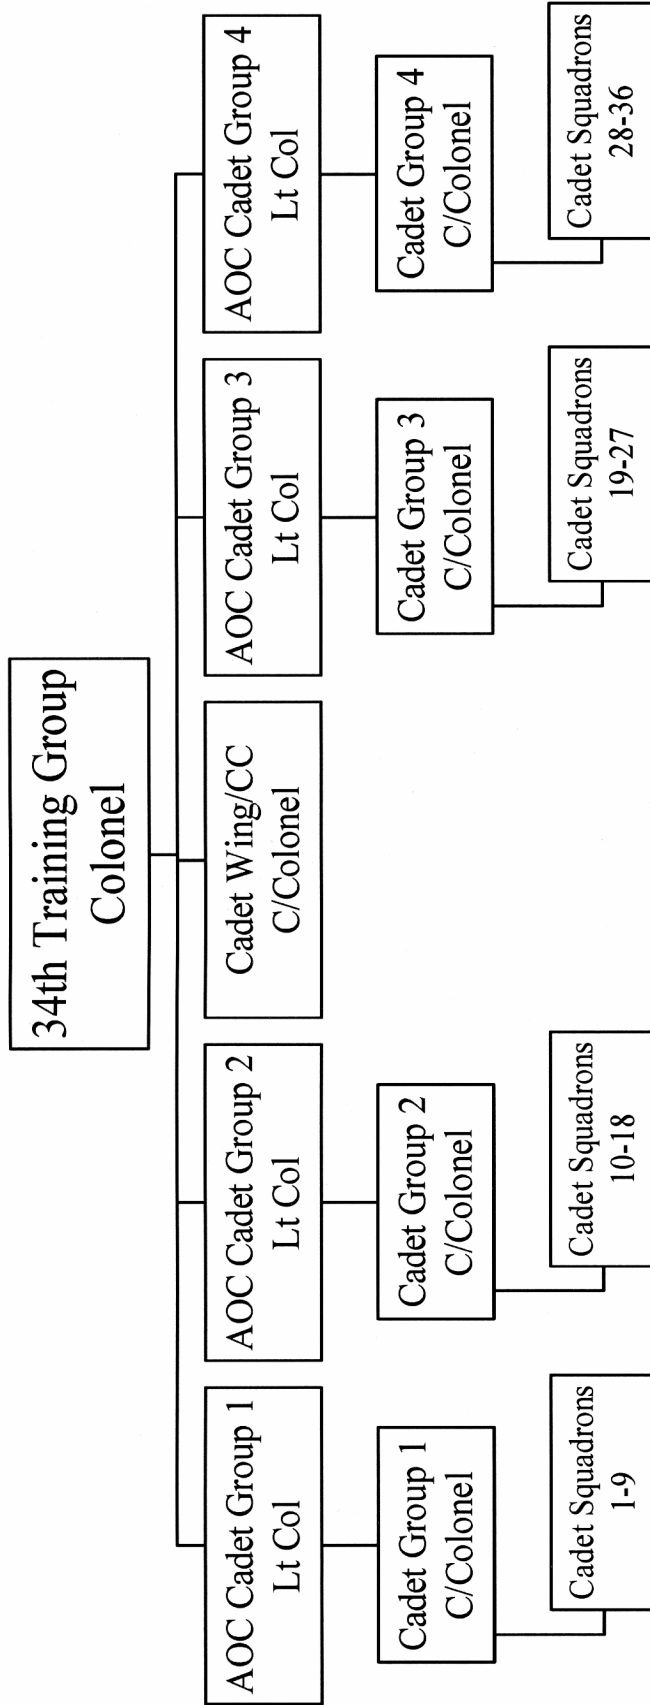 34th Training Group
Colonel
AOC Cadet Group 1
Lt Col
AOC Cadet Group 2
Lt Col
Cadet Wing/CC
C/Colonel
AOC Cadet Group 3
Lt Col
AOC Cadet Group 4
Lt Col
Cadet Group 1
C/Colonel
Cadet Group 2
C/Colonel
Cadet Group 3
C/Colonel
Cadet Group 4
C/Colonel
Cadet Squadrons
1-9
Cadet Squadrons
10-18
Cadet Squadrons
19-27
Cadet Squadrons
28-36